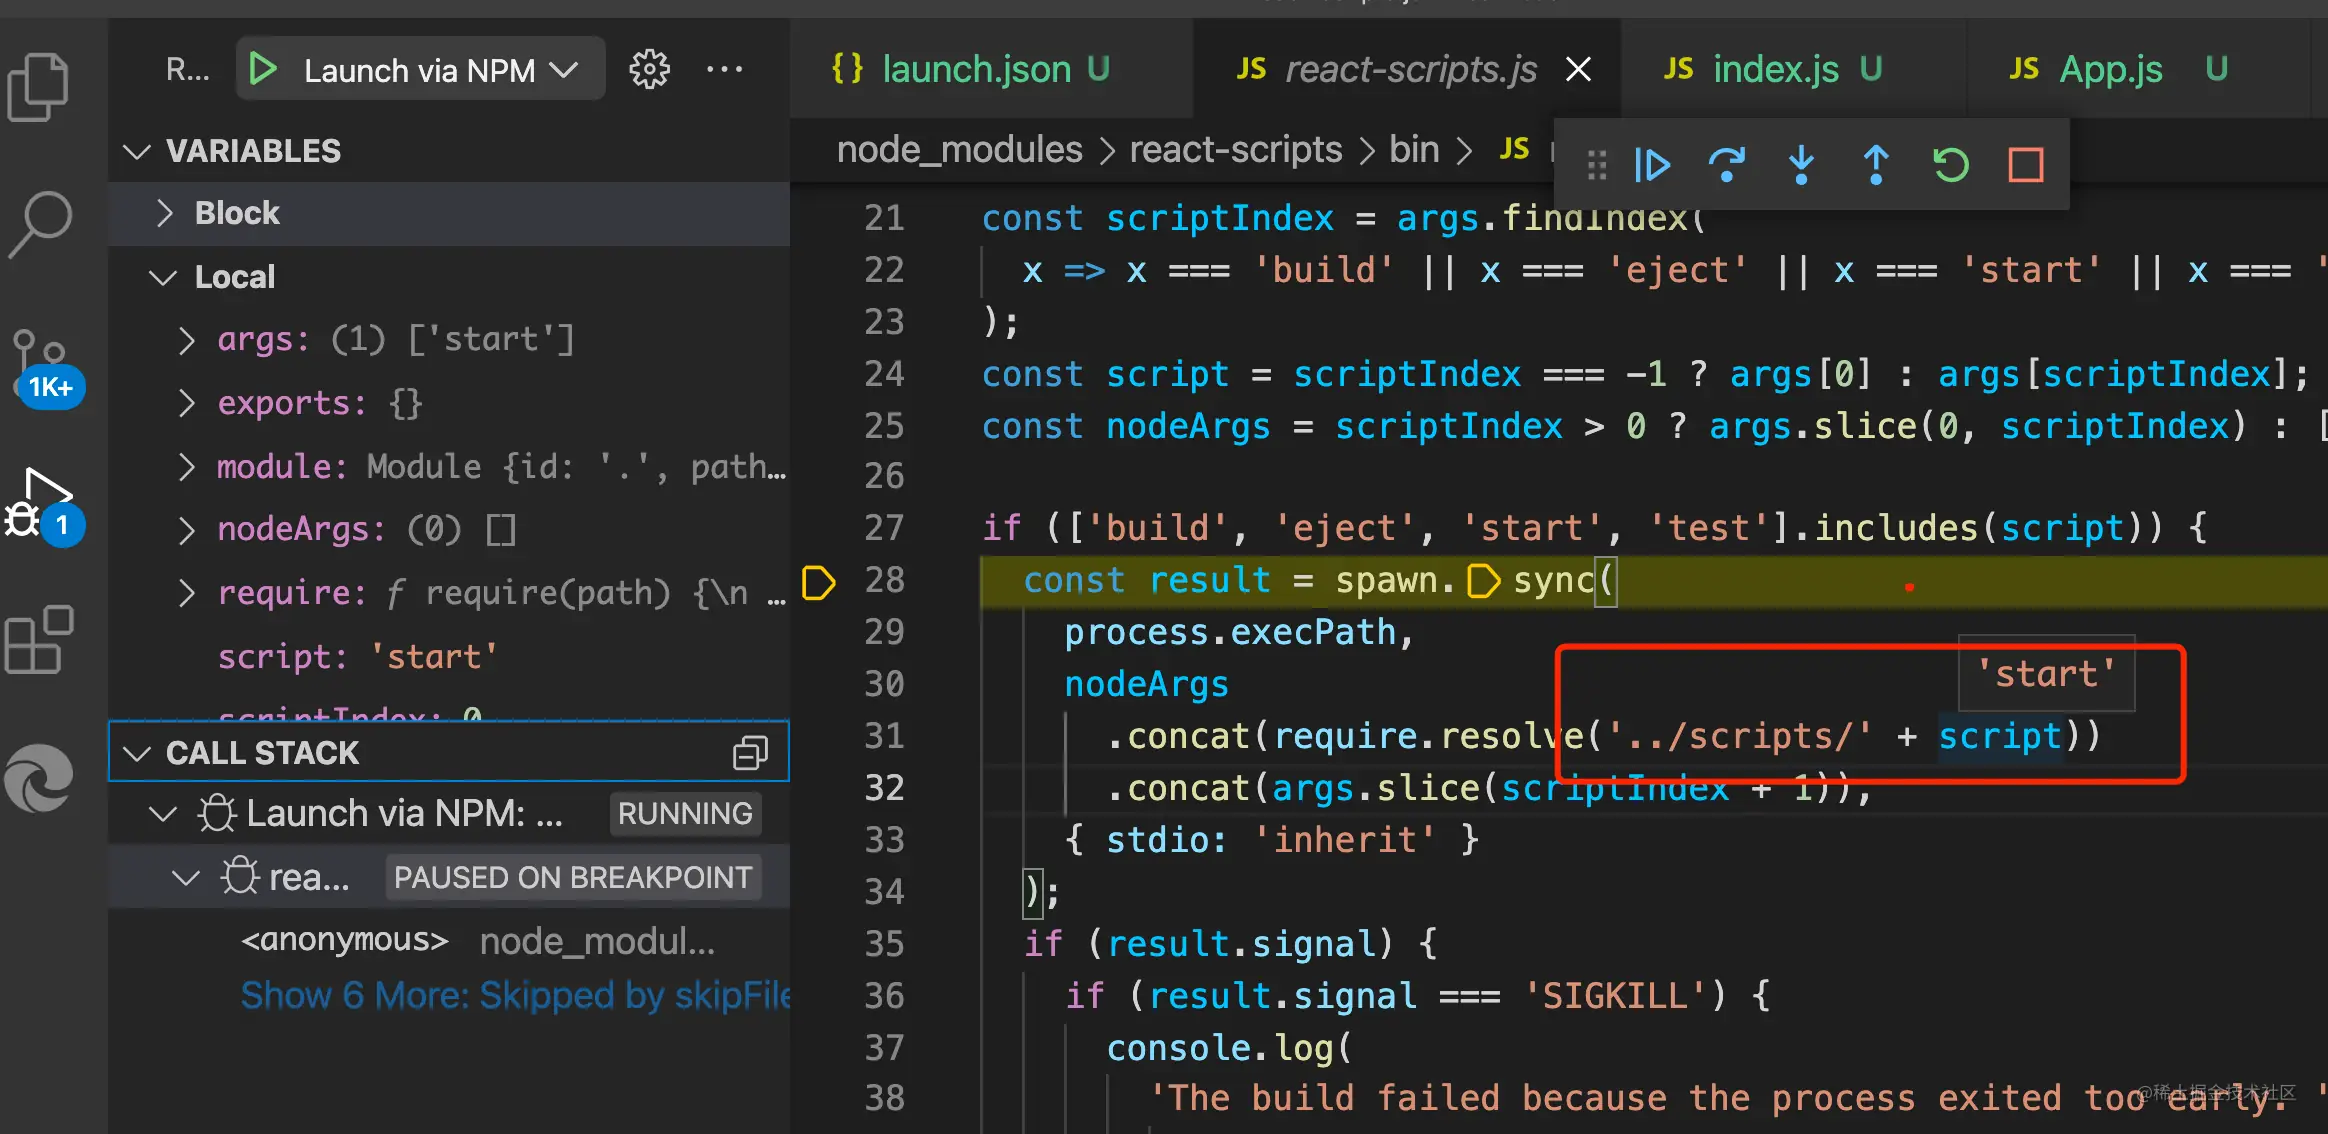 R...
Launch via NPM
...
{} launch.json U
JS react-scripts.js
JS index.js U
JS App.js U
node_modules > react-scripts > bin > JS
VARIABLES
Block
Local
args: (1) ['start']
exports: {}
module: Module {id: '.', path…
nodeArgs: (0) []
require: ƒ require(path) {\n …
script: 'start'
scriptIndex: 0
1K+
1
CALL STACK
Launch via NPM: ...
RUNNING
rea...
PAUSED ON BREAKPOINT
<anonymous> node_modul...
Show 6 More: Skipped by skipFile
21 const scriptIndex = args.findIndex(
22 x => x === 'build' || x === 'eject' || x === 'start' || x === '
23 );
24 const script = scriptIndex === -1 ? args[0] : args[scriptIndex];
25 const nodeArgs = scriptIndex > 0 ? args.slice(0, scriptIndex) : [
26
27 if (['build', 'eject', 'start', 'test'].includes(script)) {
28 const result = spawn.sync(
29 process.execPath,
30 nodeArgs
'start'
31 .concat(require.resolve('../scripts/' + script))
32 .concat(args.slice(scriptIndex + 1)),
33 { stdio: 'inherit' }
34 );
35 if (result.signal) {
36 if (result.signal === 'SIGKILL') {
37 console.log(
38 'The build failed because the process exited too early. '
@稀土掘金技术社区